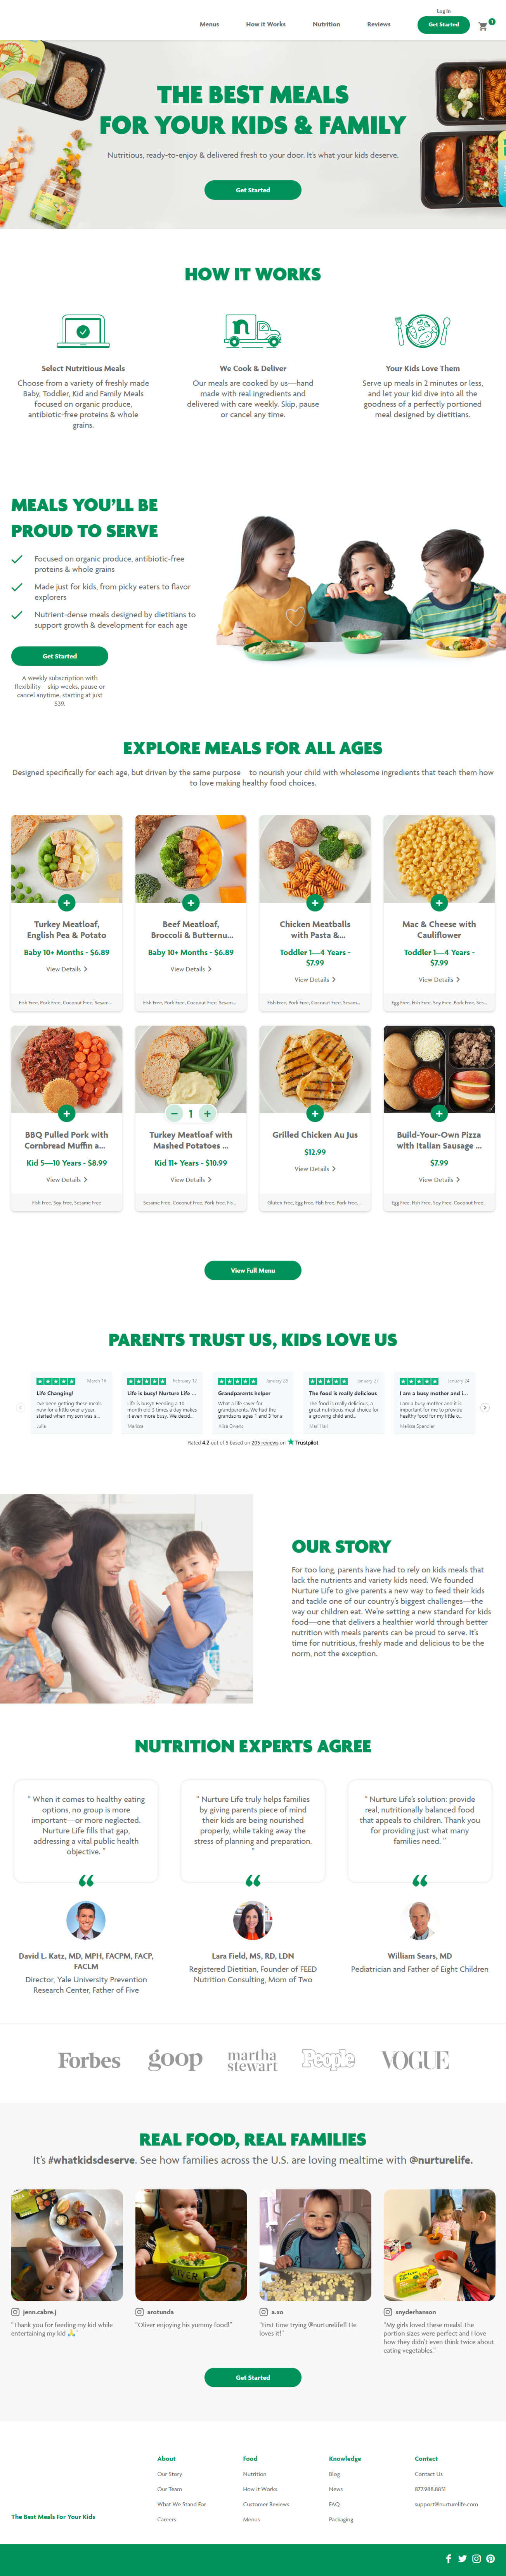 Log In
Menus How it Works Nutrition Reviews Get Started 1
THE BEST MEALS
FOR YOUR KIDS & FAMILY
Nutritious, ready-to-enjoy & delivered fresh to your door. It's what your kids deserve.
Get Started
HOW IT WORKS
n
Select Nutritious Meals
Choose from a variety of freshly made
Baby, Toddler, Kid and Family Meals
focused on organic produce,
antibiotic-free proteins & whole
grains.
We Cook & Deliver
Our meals are cooked by us—hand
made with real ingredients and
delivered with care weekly. Skip, pause
or cancel any time.
Your Kids Love Them
Serve up meals in 2 minutes or less,
and let your kid dive into all the
goodness of a perfectly portioned
meal designed by dietitians.
MEALS YOU'LL BE
PROUD TO SERVE
Focused on organic produce, antibiotic-free
proteins & whole grains
Made just for kids, from picky eaters to flavor
explorers
Nutrient-dense meals designed by dietitians to
support growth & development for each age
Get Started
A weekly subscription with
flexibility—skip weeks, pause or
cancel anytime, starting at just
$39.
EXPLORE MEALS FOR ALL AGES
Designed specifically for each age, but driven by the same purpose—to nourish your child with wholesome ingredients that teach them how
to love making healthy food choices.
Turkey Meatloaf,
English Pea & Potato
Baby 10+ Months - $6.89
View Details
Fish Free, Pork Free, Coconut Free, Sesam...
Beef Meatloaf,
Broccoli & Butternu...
Baby 10+ Months - $6.89
View Details
Fish Free, Pork Free, Coconut Free, Sesam...
Chicken Meatballs
with Pasta &...
Toddler 1—4 Years -
$7.99
View Details
Fish Free, Pork Free, Coconut Free, Sesam...
Mac & Cheese with
Cauliflower
Toddler 1—4 Years -
$7.99
View Details
Egg Free, Fish Free, Soy Free, Pork Free, Ses...
BBQ Pulled Pork with
Cornbread Muffin a...
Kid 5—10 Years - $8.99
View Details
Fish Free, Soy Free, Sesame Free
1
Turkey Meatloaf with
Mashed Potatoes ...
Kid 11+ Years - $10.99
View Details
Sesame Free, Coconut Free, Pork Free, Fis...
Grilled Chicken Au Jus
$12.99
View Details
Gluten Free, Egg Free, Fish Free, Pork Free, ...
Build-Your-Own Pizza
with Italian Sausage ...
$7.99
View Details
Egg Free, Fish Free, Soy Free, Coconut Free...
View Full Menu
PARENTS TRUST US, KIDS LOVE US
March 18
Life Changing!
I've been getting these meals
now for a little over a year,
started when my son was a...
Julie
February 12
Life is busy! Nurture Life ...
Life is busy! Feeding a 10
month old 3 times a day makes
it even more busy. We decid...
Marissa
January 28
Grandparents helper
What a life saver for
grandparents. We had the
grandsons ages 1 and 3 for a
Alisa Owens
January 27
The food is really delicious
The food is really delicious, a
great nutritious meal choice for
a growing child and...
Meri Hall
January 24
I am a busy mother and i...
I am a busy mother and it is
important for me to provide
healthy food for my little o...
Melissa Spandler
Rated 4.2 out of 5 based on 205 reviews on Trustpilot
OUR STORY
For too long, parents have had to rely on kids meals that
lack the nutrients and variety kids need. We founded
Nurture Life to give parents a new way to feed their kids
and tackle one of our country's biggest challenges—the
way our children eat. We're setting a new standard for kids
food—one that delivers a healthier world through better
nutrition with meals parents can be proud to serve. It's
time for nutritious, freshly made and delicious to be the
norm, not the exception.
NUTRITION EXPERTS AGREE
" When it comes to healthy eating
options, no group is more
important—or more neglected.
Nurture Life fills that gap,
addressing a vital public health
objective. "
David L. Katz, MD, MPH, FACPM, FACP,
FACLM
Director, Yale University Prevention
Research Center, Father of Five
" Nurture Life truly helps families
by giving parents piece of mind
their kids are being nourished
properly, while taking away the
stress of planning and preparation.
"
Lara Field, MS, RD, LDN
Registered Dietitian, Founder of FEED
Nutrition Consulting, Mom of Two
" Nurture Life's solution: provide
real, nutritionally balanced food
that appeals to children. Thank you
for providing just what many
families need. "
William Sears, MD
Pediatrician and Father of Eight Children
Forbes goop martha stewart People VOGUE
REAL FOOD, REAL FAMILIES
It's #whatkidsdeserve. See how families across the U.S. are loving mealtime with @nurturelife.
jenn.cabre.j
"Thank you for feeding my kid while
entertaining my kid 🙏"
OLIVER
arotunda
"Oliver enjoying his yummy food!"
a.xo
"First time trying @nurturelife!! He
loves it!"
snyderhanson
"My girls loved these meals! The
portion sizes were perfect and I love
how they didn't even think twice about
eating vegetables."
Get Started
The Best Meals For Your Kids
About
Our Story
Our Team
What We Stand For
Careers
Food
Nutrition
How it Works
Customer Reviews
Menus
Knowledge
Blog
News
FAQ
Packaging
Contact
Contact Us
877.988.8851
support@nurturelife.com